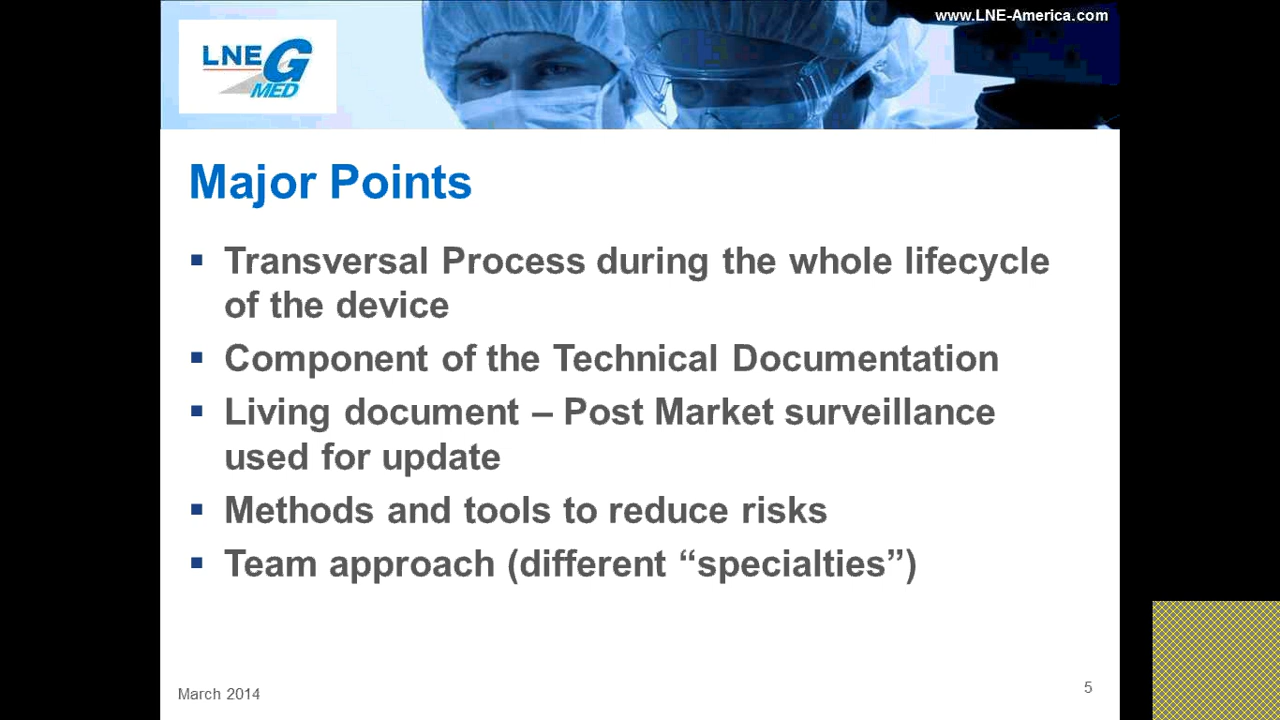 www.LNE-America.com
LNE G
MED
Major Points
▪ Transversal Process during the whole lifecycle
of the device
▪ Component of the Technical Documentation
▪ Living document – Post Market surveillance
used for update
▪ Methods and tools to reduce risks
▪ Team approach (different “specialties”)
March 2014
5